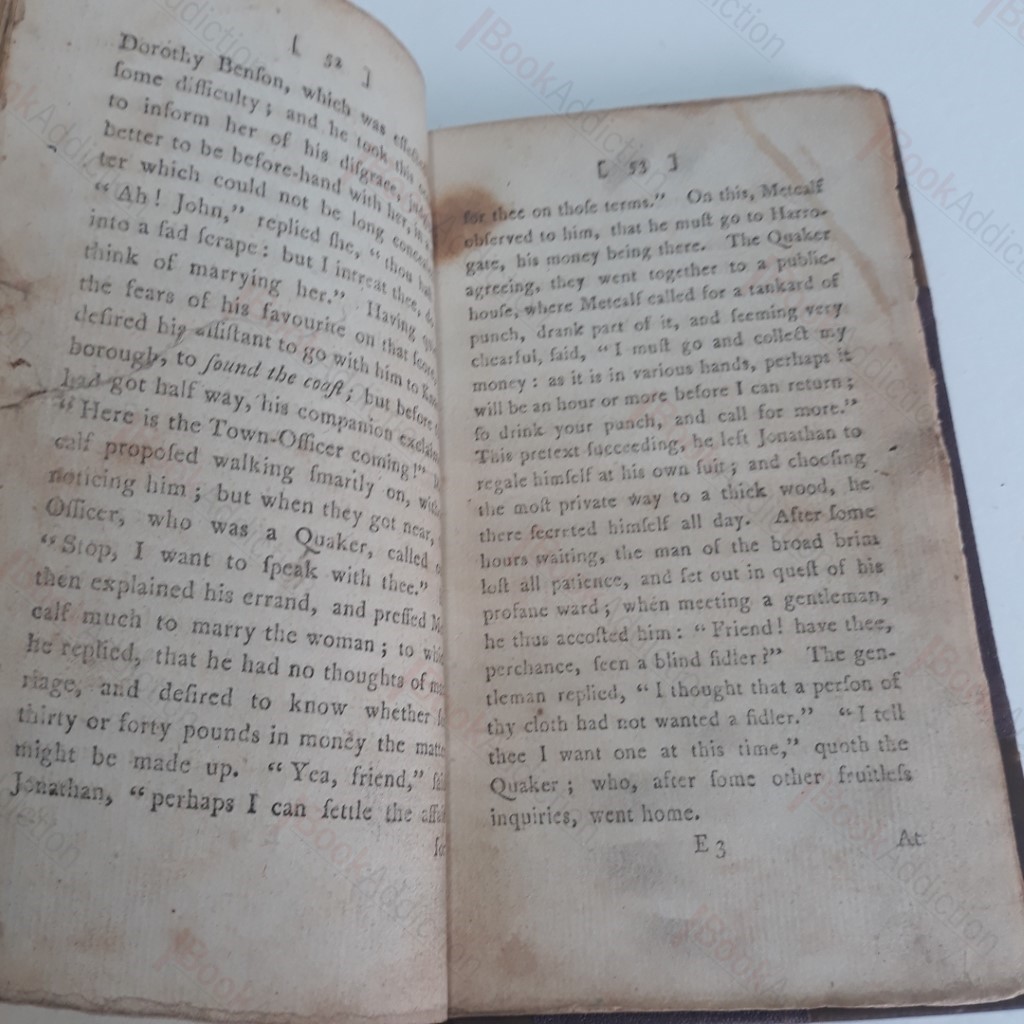 [ 52 ]
Dorothy Benſon, which was
ſome difficulty; and he took this
to inform her of his diſgrace,
better to be before-hand with her, in a
ter which could not be long
“Ah! John,” replied ſhe, “thou
into a ſad ſcrape: but I intreat thee,
think of marrying her.” Having
the fears of his favourite on that ſcore,
deſired his aſſiſtant to go with him to
borough, to ſound the coaſt; but before
had got half way, his companion
“Here is the Town-Officer coming!”
calf propoſed walking ſmartly on,
noticing him; but when they got near,
Officer, who was a Quaker, called
“Stop, I want to ſpeak with thee.”
then explained his errand, and preſſed
calf much to marry the woman; to
he replied, that he had no thoughts of
riage, and deſired to know whether
thirty or forty pounds in money the
might be made up. “Yea, friend,”
Jonathan, “perhaps I can ſettle the
[ 53 ]
for thee on thoſe terms.” On this, Metcalf
obſerved to him, that he muſt go to Harro-
gate, his money being there. The Quaker
agreeing, they went together to a public-
houſe, where Metcalf called for a tankard of
punch, drank part of it, and ſeeming very
chearful, ſaid, “I muſt go and collect my
money: as it is in various hands, perhaps it
will be an hour or more before I can return;
ſo drink your punch, and call for more.”
This pretext ſucceeding, he left Jonathan to
regale himſelf at his own ſuit; and chooſing
the moſt private way to a thick wood, he
there ſecreted himſelf all day. After ſome
hours waiting, the man of the broad brim
loſt all patience, and ſet out in queſt of his
profane ward; when meeting a gentleman,
he thus accoſted him: “Friend! have thee,
perchance, ſeen a blind fidler?” The gen-
tleman replied, “I thought that a perſon of
thy cloth had not wanted a fidler.” “I tell
thee I want one at this time,” quoth the
Quaker; who, after ſome other fruitleſs
inquiries, went home.
E 3 At
BookAddiction